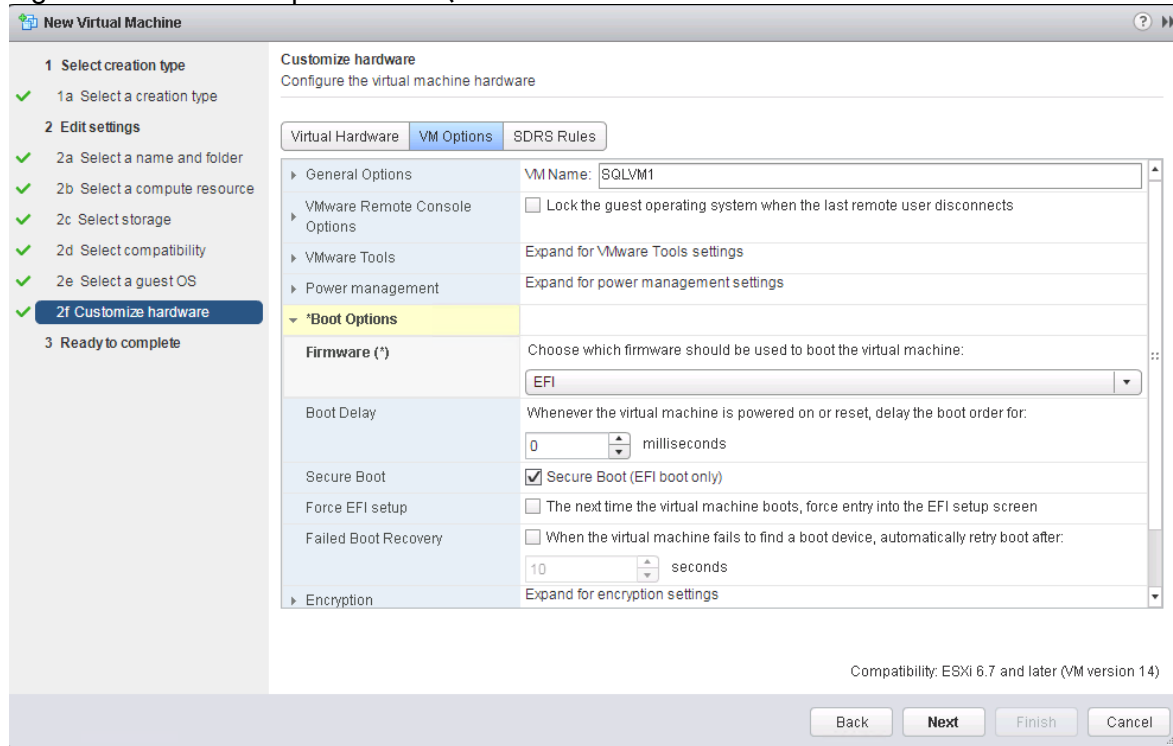 New Virtual Machine
1 Select creation type
1a Select a creation type
2 Edit settings
2a Select a name and folder
2b Select a compute resource
2c Select storage
2d Select compatibility
2e Select a guest OS
2f Customize hardware
3 Ready to complete
Customize hardware
Configure the virtual machine hardware
Virtual Hardware VM Options SDRS Rules
General Options VM Name: SQLVM1
VMware Remote Console Options Lock the guest operating system when the last remote user disconnects
VMware Tools Expand for VMware Tools settings
Power management Expand for power management settings
*Boot Options
Firmware (*) Choose which firmware should be used to boot the virtual machine:
EFI
Boot Delay Whenever the virtual machine is powered on or reset, delay the boot order for:
0 milliseconds
Secure Boot Secure Boot (EFI boot only)
Force EFI setup The next time the virtual machine boots, force entry into the EFI setup screen
Failed Boot Recovery When the virtual machine fails to find a boot device, automatically retry boot after:
10 seconds
Encryption Expand for encryption settings
Compatibility: ESXi 6.7 and later (VM version 14)
Back Next Finish Cancel